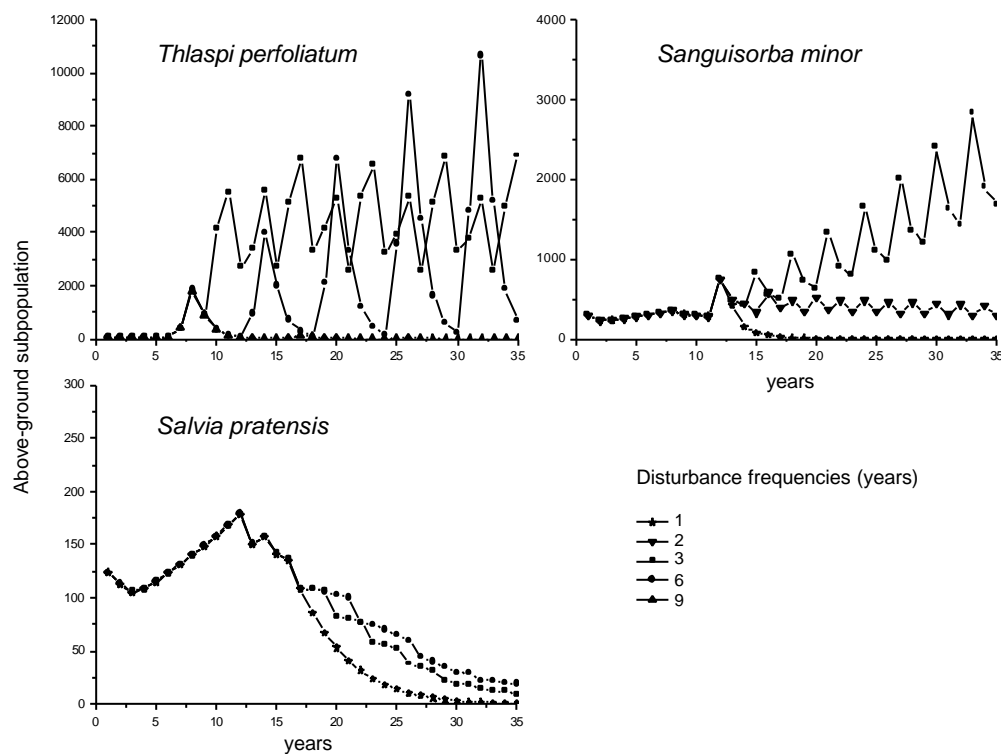 Above-ground subpopulation
Thlaspi perfoliatum
12000
10000
8000
6000
4000
2000
0
0 5 10 15 20 25 30 35
Sanguisorba minor
4000
3000
2000
1000
0
0 5 10 15 20 25 30 35
years
Salvia pratensis
300
250
200
150
100
50
0
0 5 10 15 20 25 30 35
years
Disturbance frequencies (years)
1
2
3
6
9